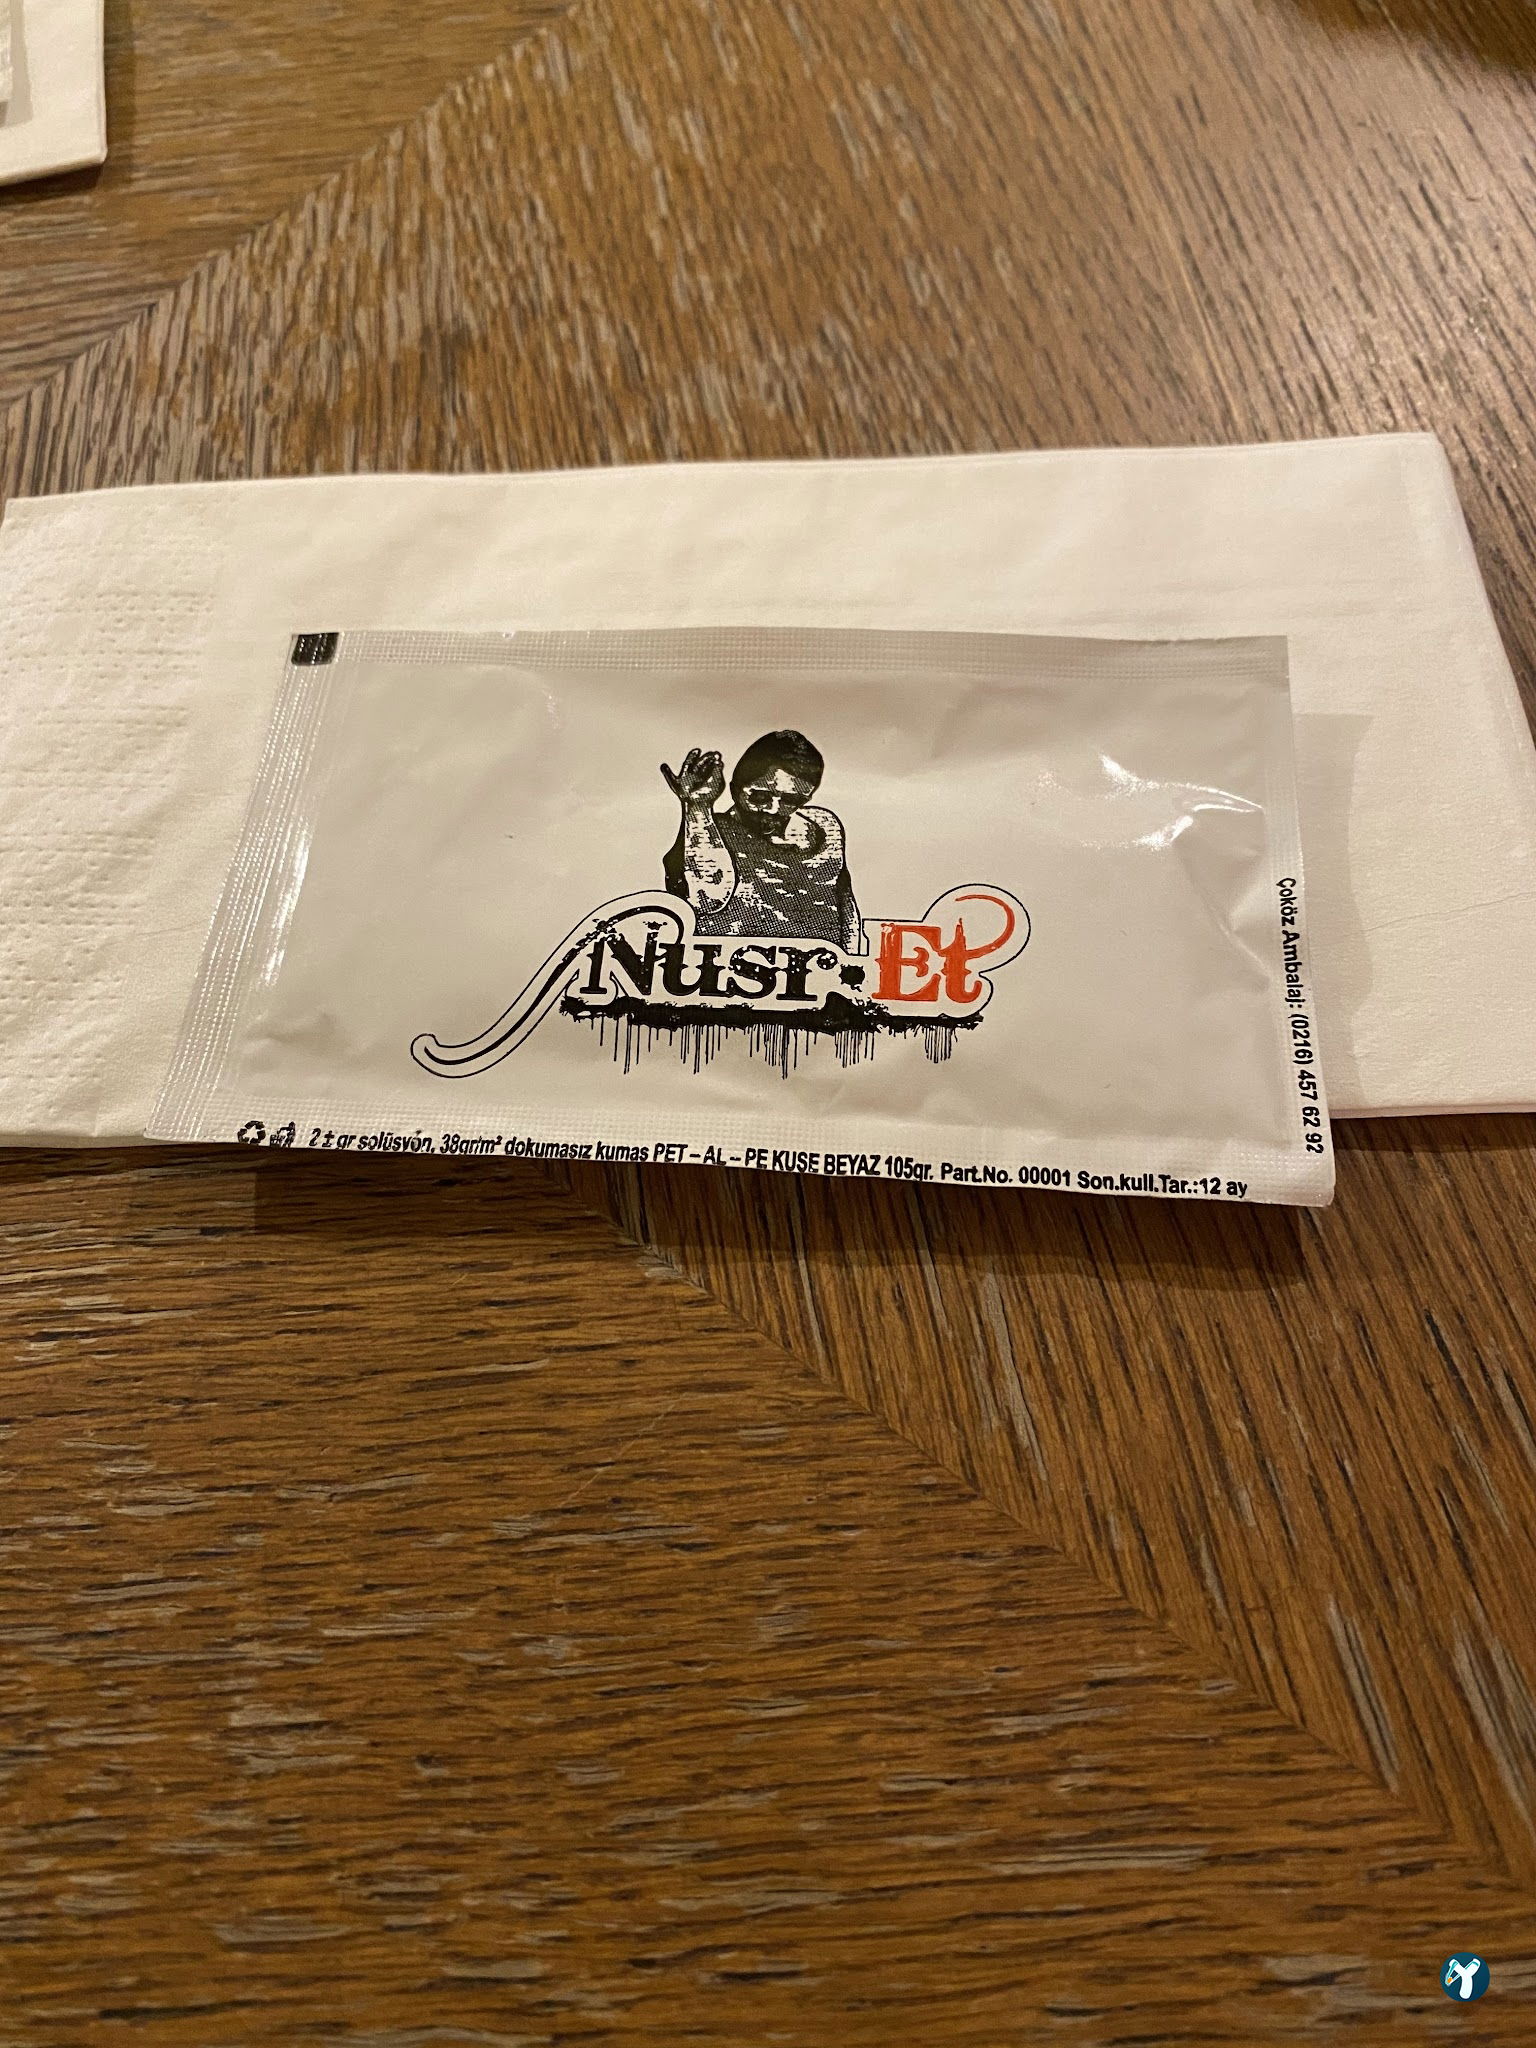 Nusr·Et
2 ± gr solüsyon, 38gr/m² dokumasız kumaş PET – AL – PE KUŞE BEYAZ 105gr. Part.No. 00001 Son.kull.Tar.:12 ay
Çoköz Ambalaj: (0216) 457 62 92